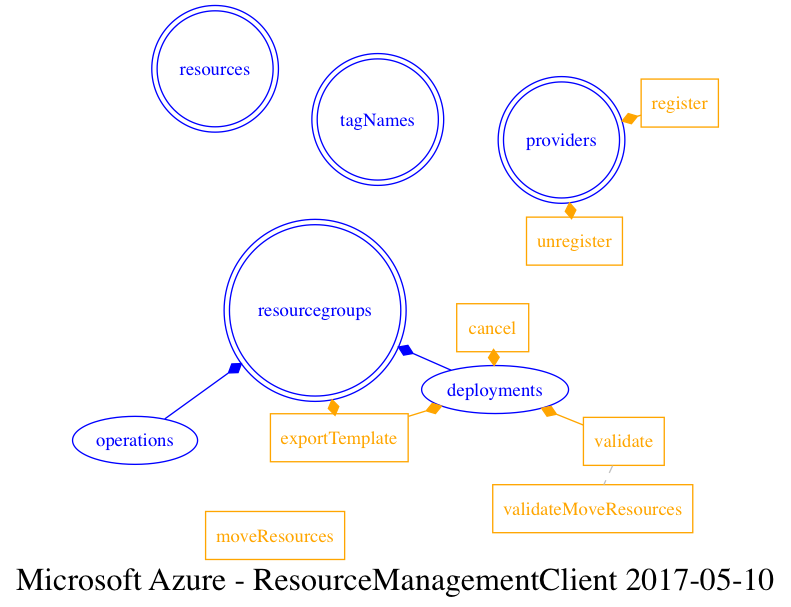 resources
tagNames
register
providers
unregister
resourcegroups
cancel
deployments
operations
exportTemplate
validate
validateMoveResources
moveResources
Microsoft Azure - ResourceManagementClient 2017-05-10